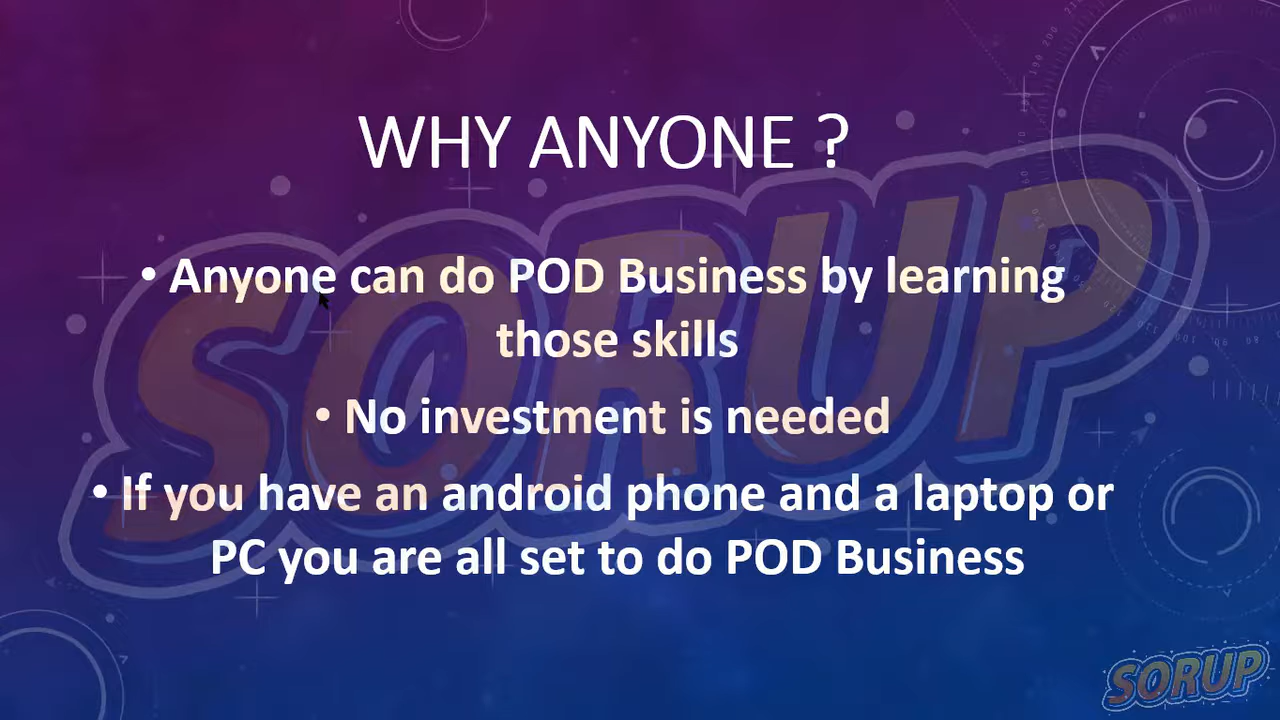 WHY ANYONE ?
• Anyone can do POD Business by learning
those skills
• No investment is needed
• If you have an android phone and a laptop or
PC you are all set to do POD Business
SORUP
SORUP